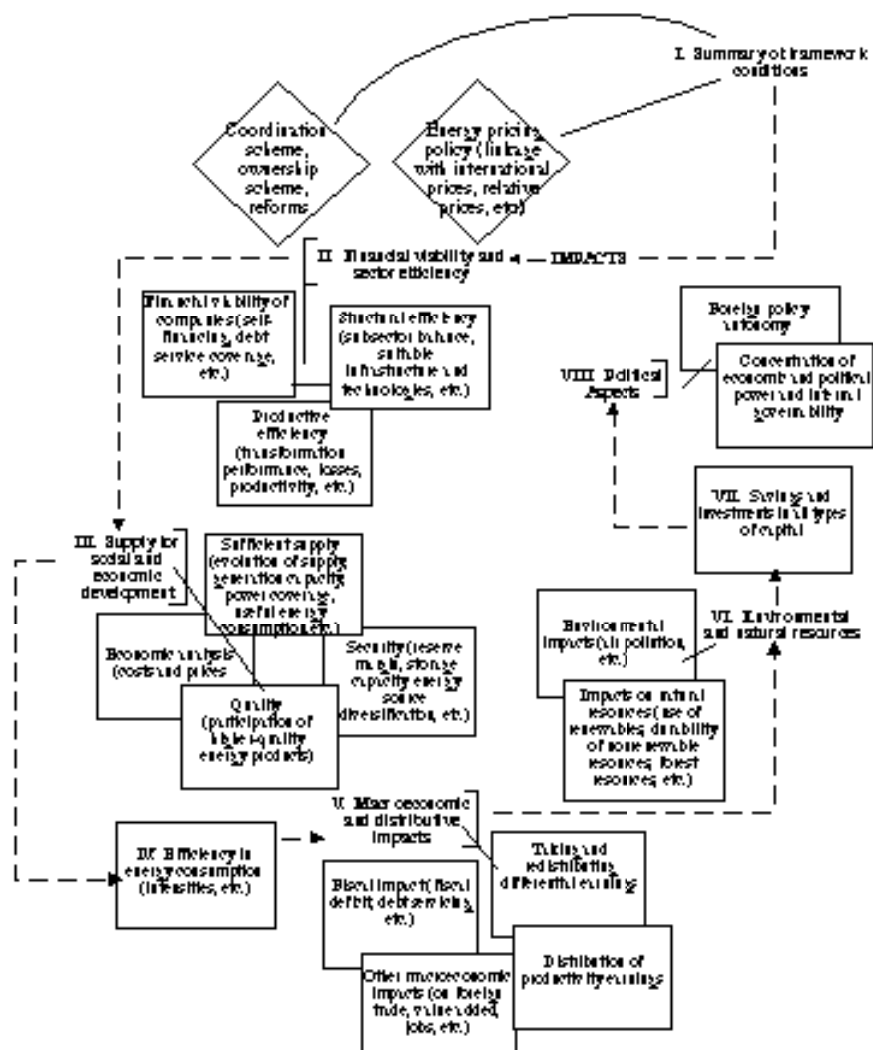 I. Summary of framework
conditions
Coordination
scheme,
ownership
scheme,
reforms
Energy pricing
policy (linkage
with international
prices, relative
prices, etc)
II. Financial viability and
sector efficiency
IMPACTS
Financial viability of
companies (self-
financing, debt
service coverage,
etc.)
Structural efficiency
(subsector balance,
suitable
infrastructure and
technologies, etc.)
Productive
efficiency
(transformation
performance, losses,
productivity, etc.)
Foreign policy
autonomy
Concentration of
economic and political
power and internal
governability
VIII. Political
Aspects
VII. Savings and
investments in all types
of capital
III. Supply for
social and
economic
development
Sufficient supply
(evolution of supply,
generation capacity,
power coverage,
useful energy
consumption etc.)
Economic analysis
(costs and prices
Security (reserve
margin, storage
capacity energy
source
diversification, etc.)
Quality
(participation of
higher-quality
energy products)
Environmental
impacts (air pollution,
etc.)
VI. Environmental
and natural resources
Impacts on natural
resources (use of
renewables, durability
of nonrenewable
resources, forest
resources, etc.)
V. Macroeconomic
and distributive
impacts
IV. Efficiency in
energy consumption
(intensities, etc.)
Taking and
redistributing
differential earnings
Fiscal impact (fiscal
deficit, debt servicing,
etc.)
Distribution of
productivity earnings
Other macroeconomic
impacts (on foreign
trade, value added,
jobs, etc.)